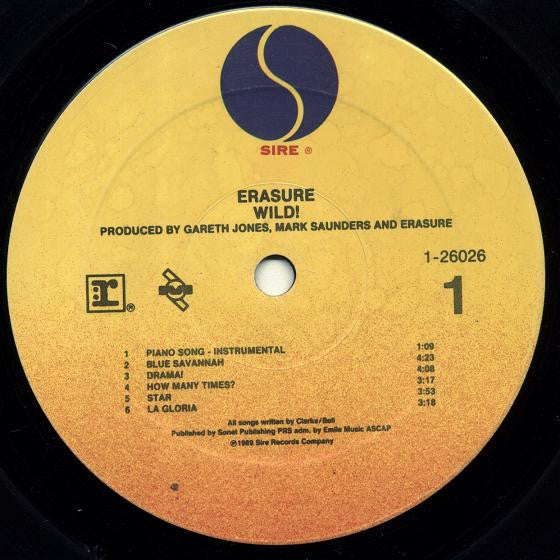 SIRE ®
ERASURE
WILD!
PRODUCED BY GARETH JONES, MARK SAUNDERS AND ERASURE
1-26026
r ®
1
1 PIANO SONG - INSTRUMENTAL 1:09
2 BLUE SAVANNAH 4:23
3 DRAMA! 4:08
4 HOW MANY TIMES? 3:17
5 STAR 3:53
6 LA GLORIA 3:18
All songs written by Clarke/Bell
Published by Sonet Publishing PRS adm. by Emile Music ASCAP
℗1989 Sire Records Company